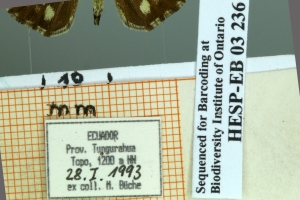 10
mm
ECUADOR
Prov. Tungurahua
Topo, 1200 m NN
28. I. 1993
ex coll. M. Büche
Sequenced for Barcoding at
Biodiversity Institute of Ontario
HESP-EB 03 236